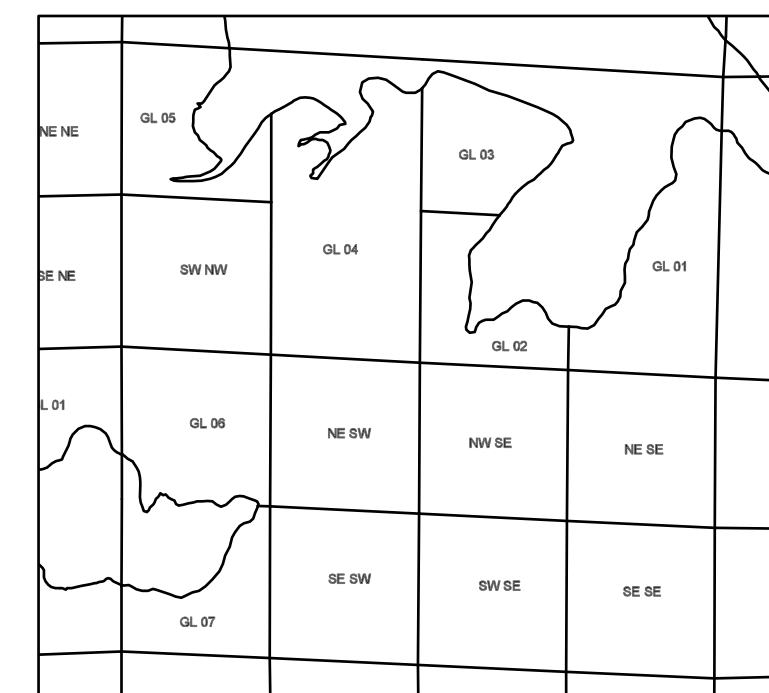 GL 05
NE NE
GL 03
GL 04
SW NW
SE NE
GL 01
GL 02
L 01
GL 06
NE SW
NW SE
NE SE
SE SW
SW SE
SE SE
GL 07